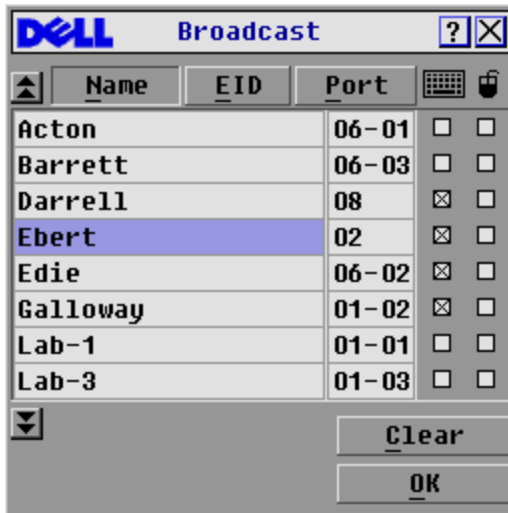 DELL Broadcast ?
Name EID Port
Acton 06-01
Barrett 06-03
Darrell 08
Ebert 02
Edie 06-02
Galloway 01-02
Lab-1 01-01
Lab-3 01-03
Clear
OK